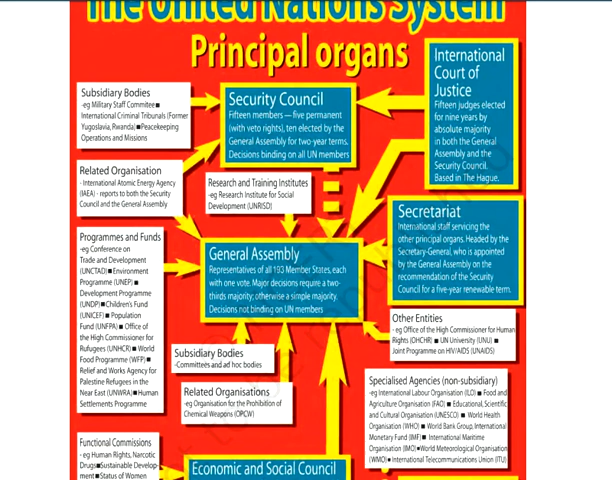 The United Nations System
Principal organs
International
Court of
Justice
Fifteen judges elected
for nine years by
absolute majority
in both the General
Assembly and the
Security Council.
Based in The Hague.
Subsidiary Bodies
-eg Military Staff Commitee■
International Criminal Tribunals (Former
Yugoslavia, Rwanda)■Peacekeeping
Operations and Missions
Security Council
Fifteen members — five permanent
(with veto rights), ten elected by the
General Assembly for two-year terms.
Decisions binding on all UN members
Related Organisation
- International Atomic Energy Agency
(IAEA) - reports to both the Security
Council and the General Assembly
Research and Training Institutes
-eg Research Institute for Social
Development (UNRISD)
Secretariat
International staff servicing the
other principal organs. Headed by the
Secretary-General, who is appointed
by the General Assembly on the
recommendation of the Security
Council for a five-year renewable term.
Programmes and Funds
-eg Conference on
Trade and Development
(UNCTAD)■Environment
Programme (UNEP)■
Development Programme
(UNDP)■Children's Fund
(UNICEF)■Population
Fund (UNFPA)■Office of
the High Commissioner for
Rufugees (UNHCR)■World
Food Programme (WFP)■
Relief and Works Agency for
Palestine Refugees in the
Near East (UNWRA)■Human
Settlements Programme
General Assembly
Representatives of all 193 Member States, each
with one vote. Major decisions require a two-
thirds majority; otherwise a simple majority.
Decisions not binding on UN members
Other Entities
- eg Office of the High Commissioner for Human
Rights (OHCHR) ■ UN University (UNU) ■
Joint Programme on HIV/AIDS (UNAIDS)
Subsidiary Bodies
-Committees and ad hoc bodies
Related Organisations
-eg Organisation for the Prohibition of
Chemical Weapons (OPCW)
Specialised Agencies (non-subsidiary)
-eg International Labour Organisation (ILO) ■ Food and
Agriculture Organisation (FAO) ■ Educational, Scientific
and Cultural Organisation (UNESCO) ■ World Health
Organisation (WHO) ■ World Bank Group, International
Monetary Fund (IMF)■ International Maritime
Organisation (IMO)■World Meteorological Organisation
(WMO)■International Telecommunications Union (ITU)
Functional Commissions
- eg Human Rights, Narcotic
Drugs■Sustainable Develop-
ment■Status of Women
Economic and Social Council